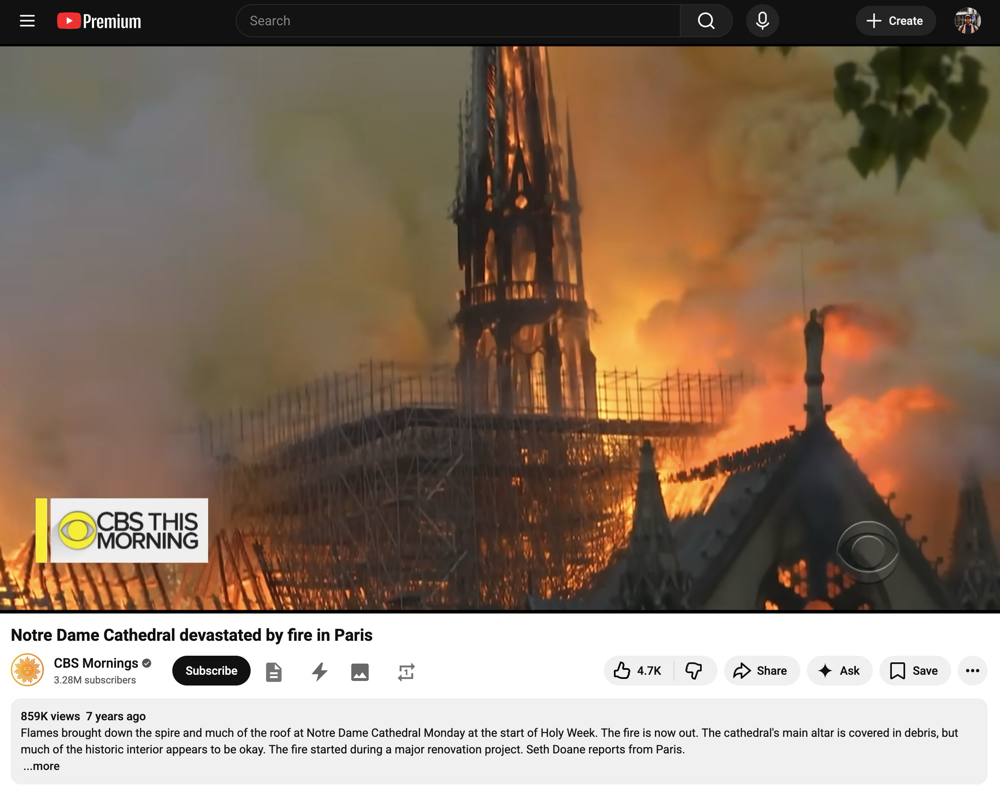 Premium
Search
Create
CBS THIS
MORNING
Notre Dame Cathedral devastated by fire in Paris
CBS Mornings
3.28M subscribers
Subscribe
1
4.7K
Share
Ask
Save
859K views 7 years ago
Flames brought down the spire and much of the roof at Notre Dame Cathedral Monday at the start of Holy Week. The fire is now out. The cathedral's main altar is covered in debris, but
much of the historic interior appears to be okay. The fire started during a major renovation project. Seth Doane reports from Paris.
...more